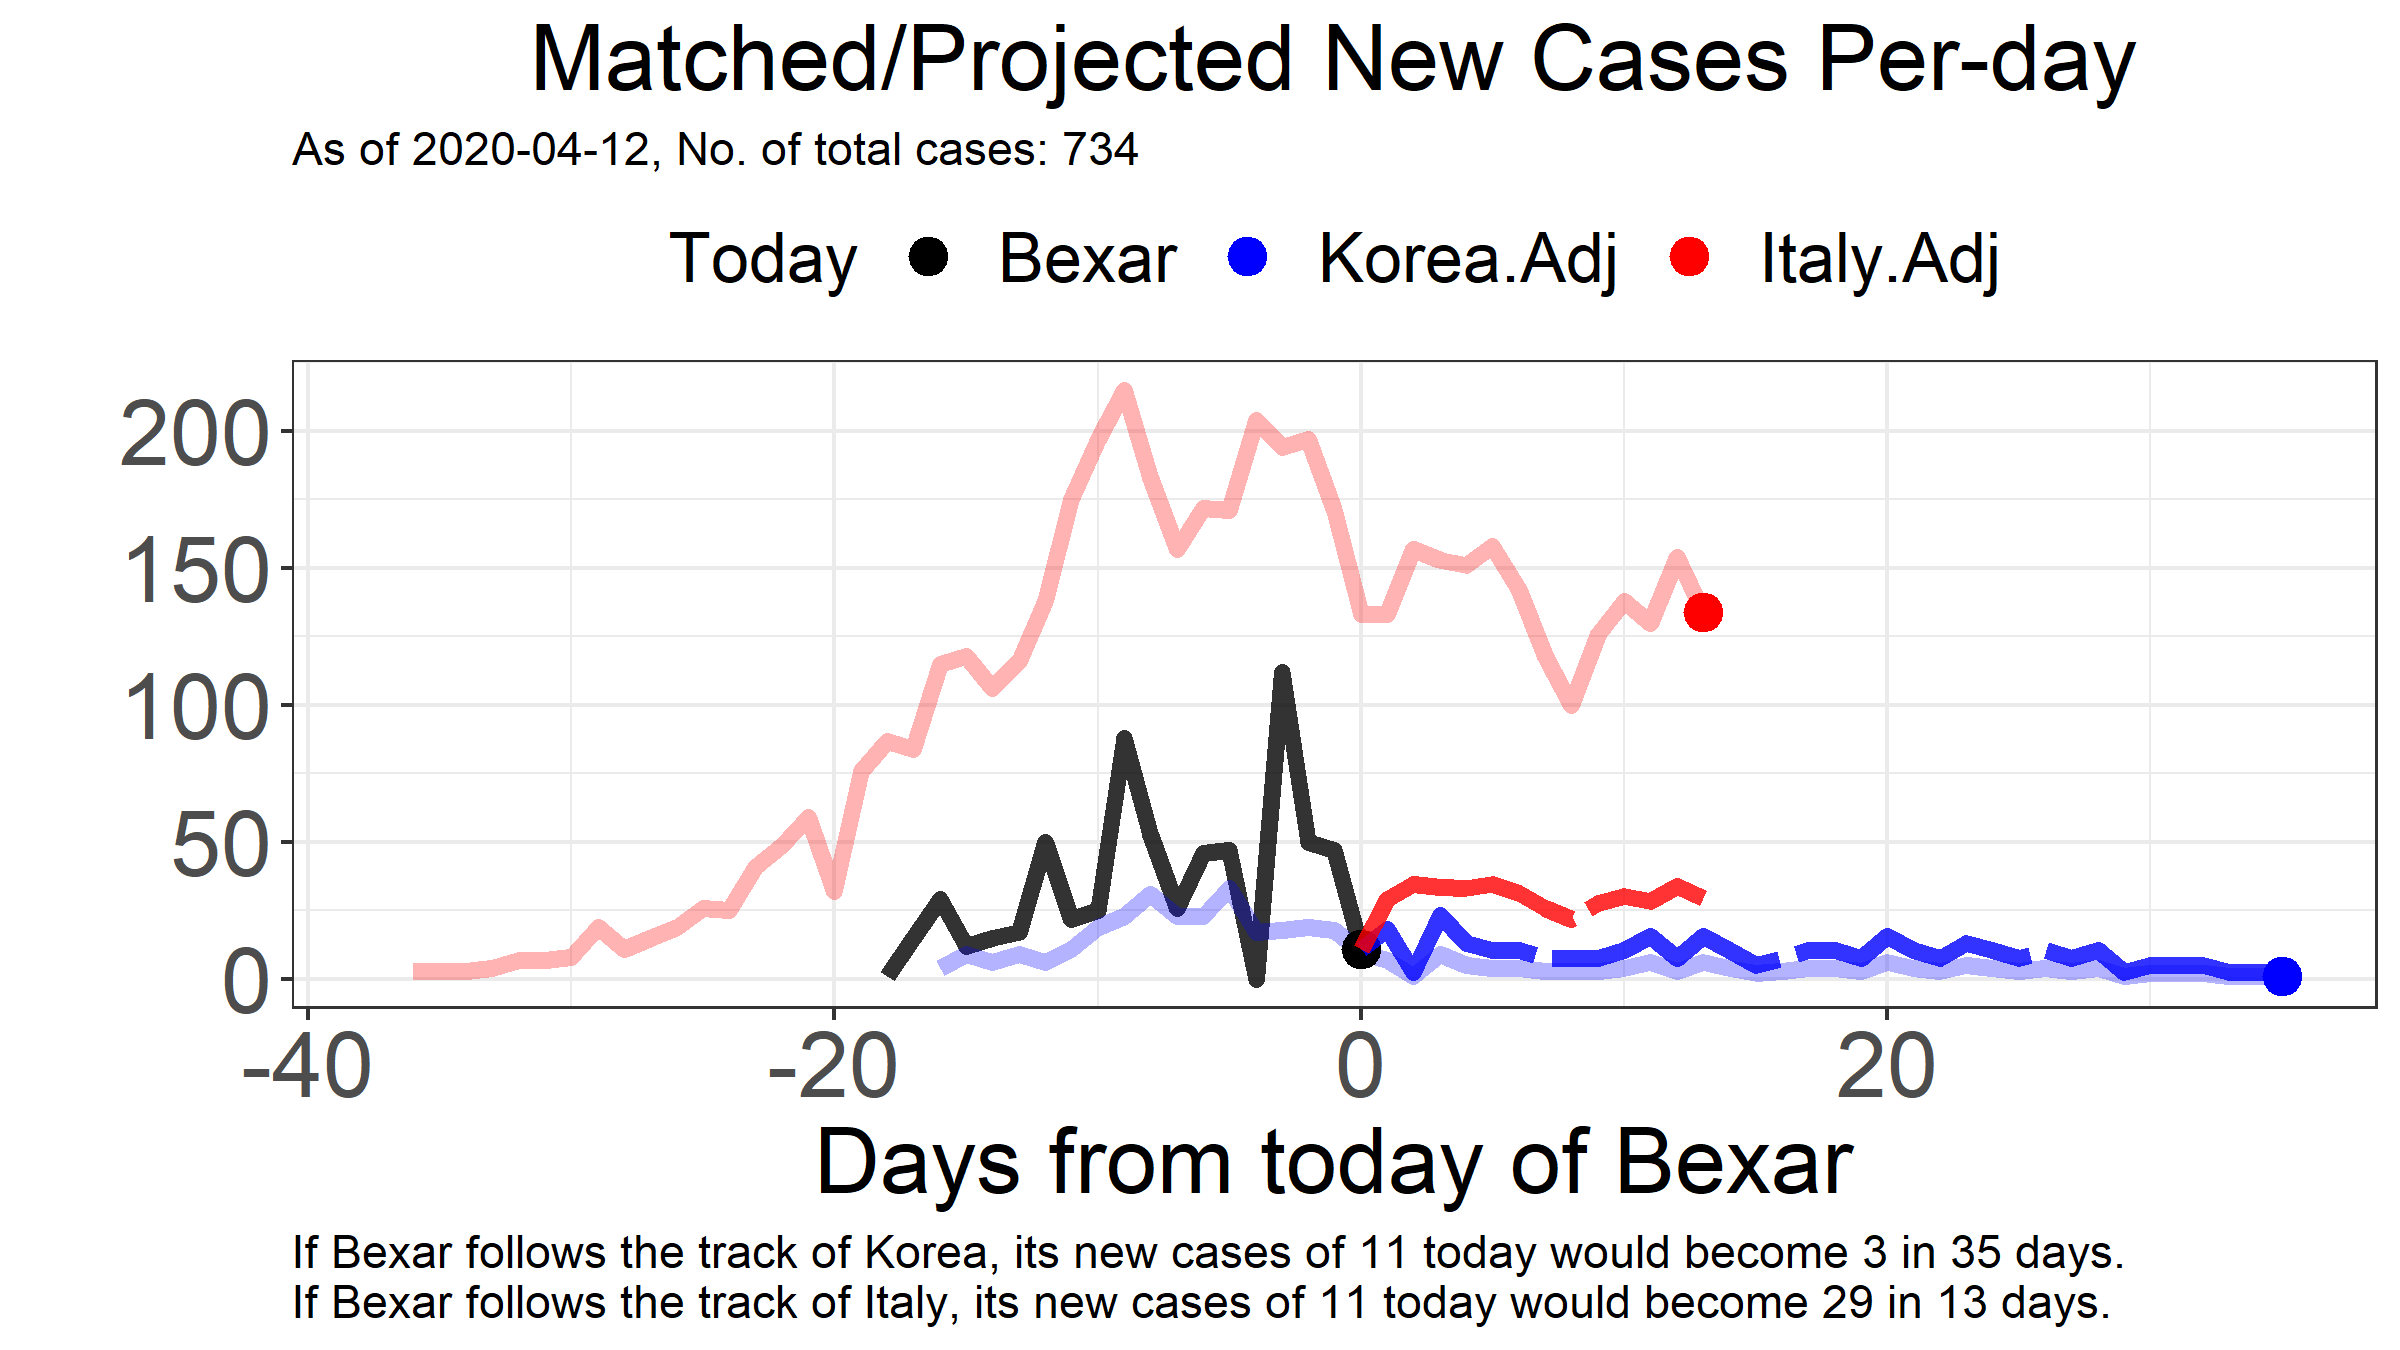 Matched/Projected New Cases Per-day
As of 2020-04-12, No. of total cases: 734
Today Bexar Korea.Adj Italy.Adj
200
150
100
50
0
-40 -20 0 20
Days from today of Bexar
If Bexar follows the track of Korea, its new cases of 11 today would become 3 in 35 days.
If Bexar follows the track of Italy, its new cases of 11 today would become 29 in 13 days.